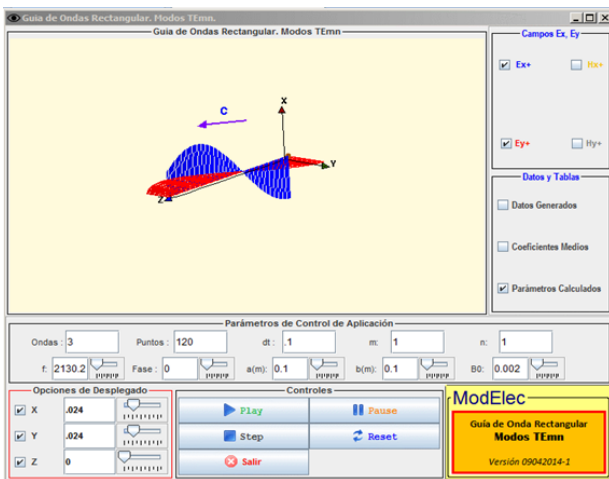 Guia de Ondas Rectangular. Modos TEmn.
Guia de Ondas Rectangular. Modos TEmn
C
X
Y
Z
Campos Ex, Ey
Ex+ Hx+
Ey+ Hy+
Datos y Tablas
Datos Generados
Coeficientes Medios
Parámetros Calculados
Parámetros de Control de Aplicación
Ondas : 3 Puntos : 120 dt : .1 m: 1 n: 1
f: 2130.2 Fase : 0 a(m): 0.1 b(m): 0.1 B0: 0.002
Opciones de Desplegado
X .024
Y .024
Z 0
Controles
Play Pause
Step Reset
Salir
ModElec
Guía de Onda Rectangular
Modos TEmn
Versión 09042014-1